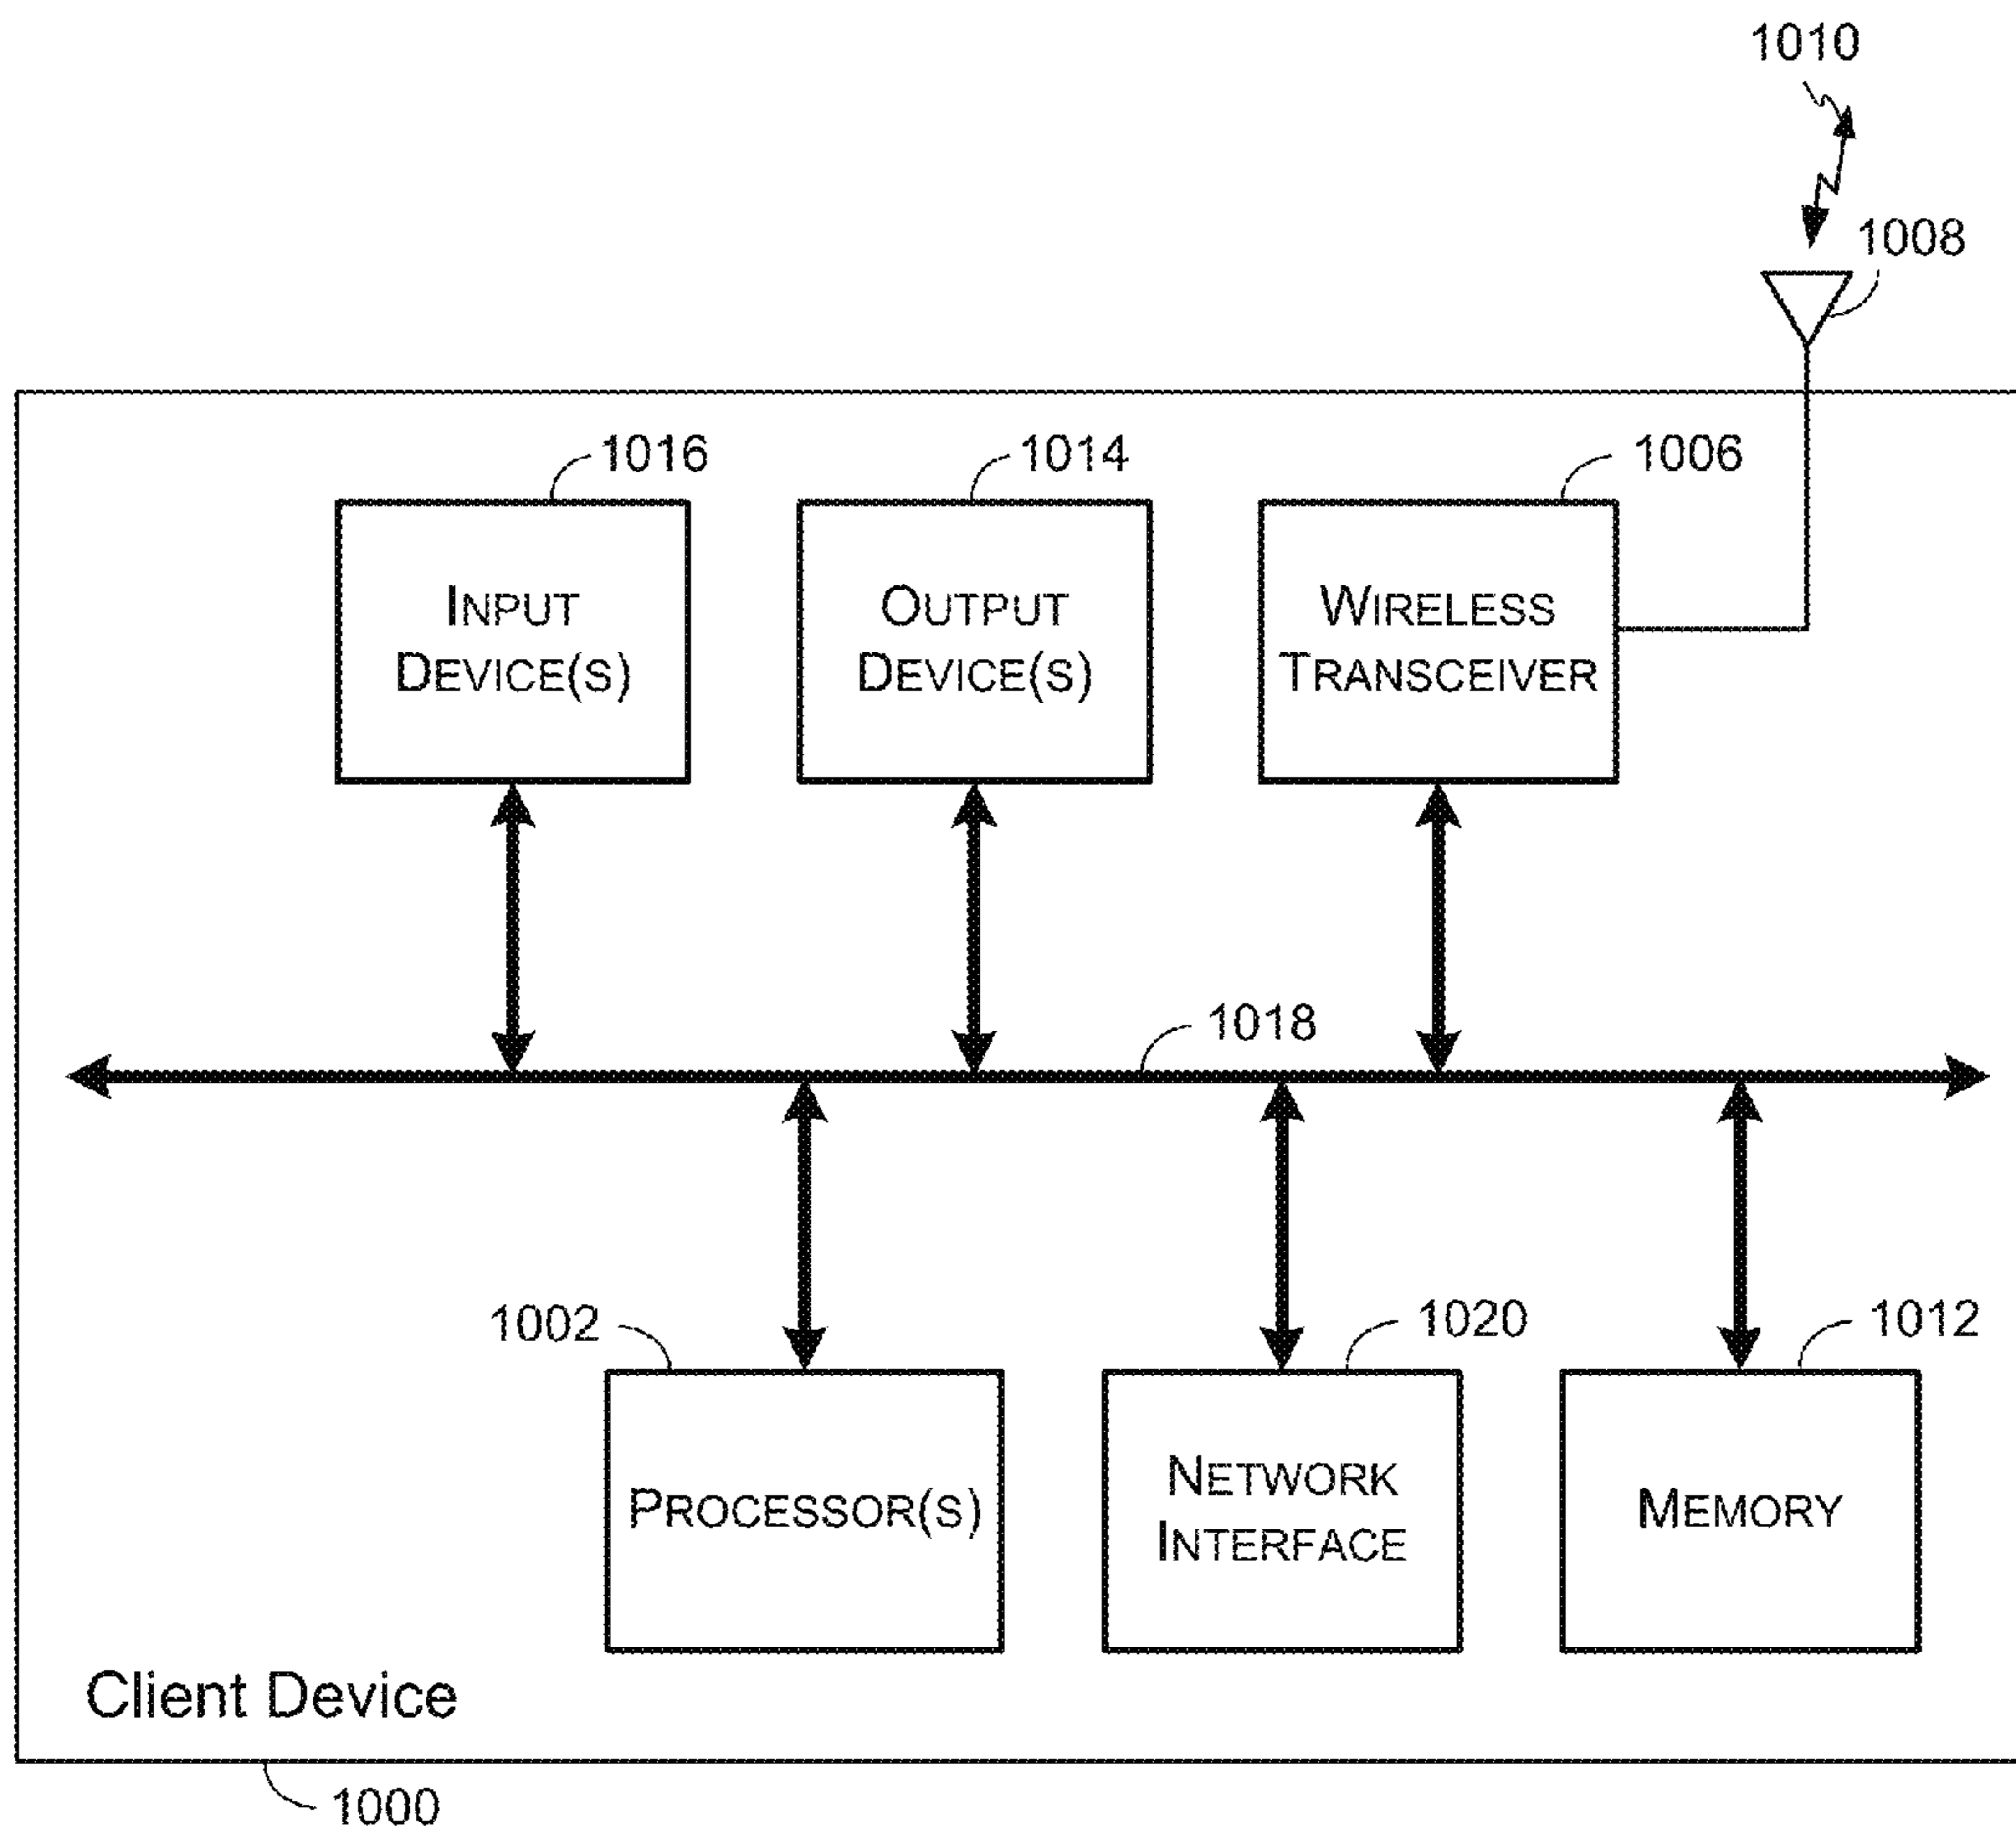 1010
1008
1016
1014
1006
INPUT
DEVICE(S)
OUTPUT
DEVICE(S)
WIRELESS
TRANSCEIVER
1018
1002
1020
1012
PROCESSOR(S)
NETWORK
INTERFACE
MEMORY
Client Device
1000